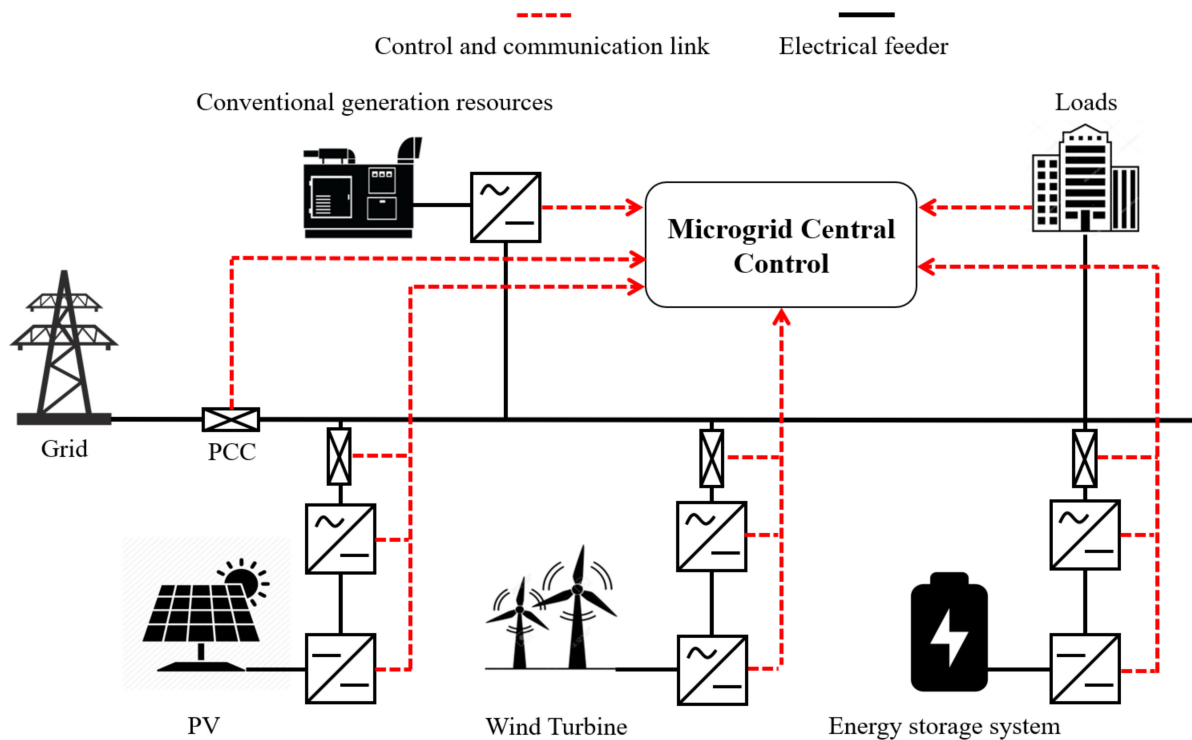 Control and communication link
Electrical feeder
Conventional generation resources
Loads
Microgrid Central
Control
Grid
PCC
PV
Wind Turbine
Energy storage system